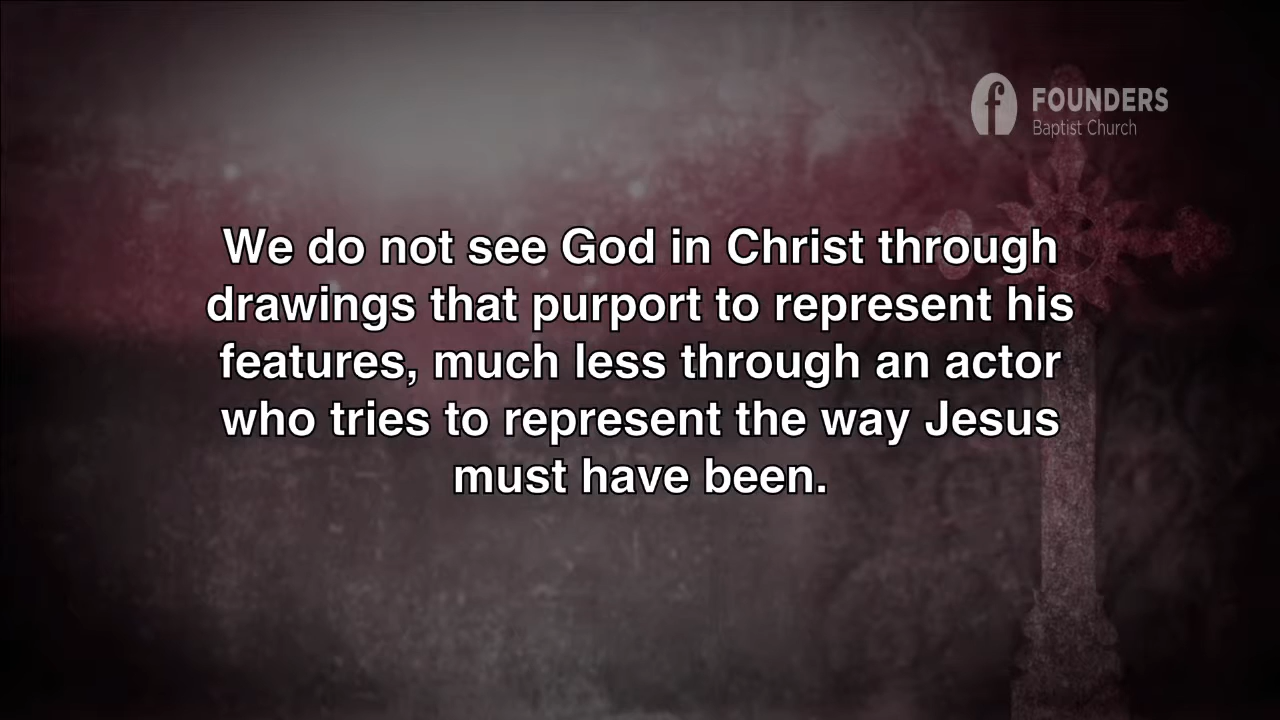 FOUNDERS
Baptist Church
We do not see God in Christ through
drawings that purport to represent his
features, much less through an actor
who tries to represent the way Jesus
must have been.